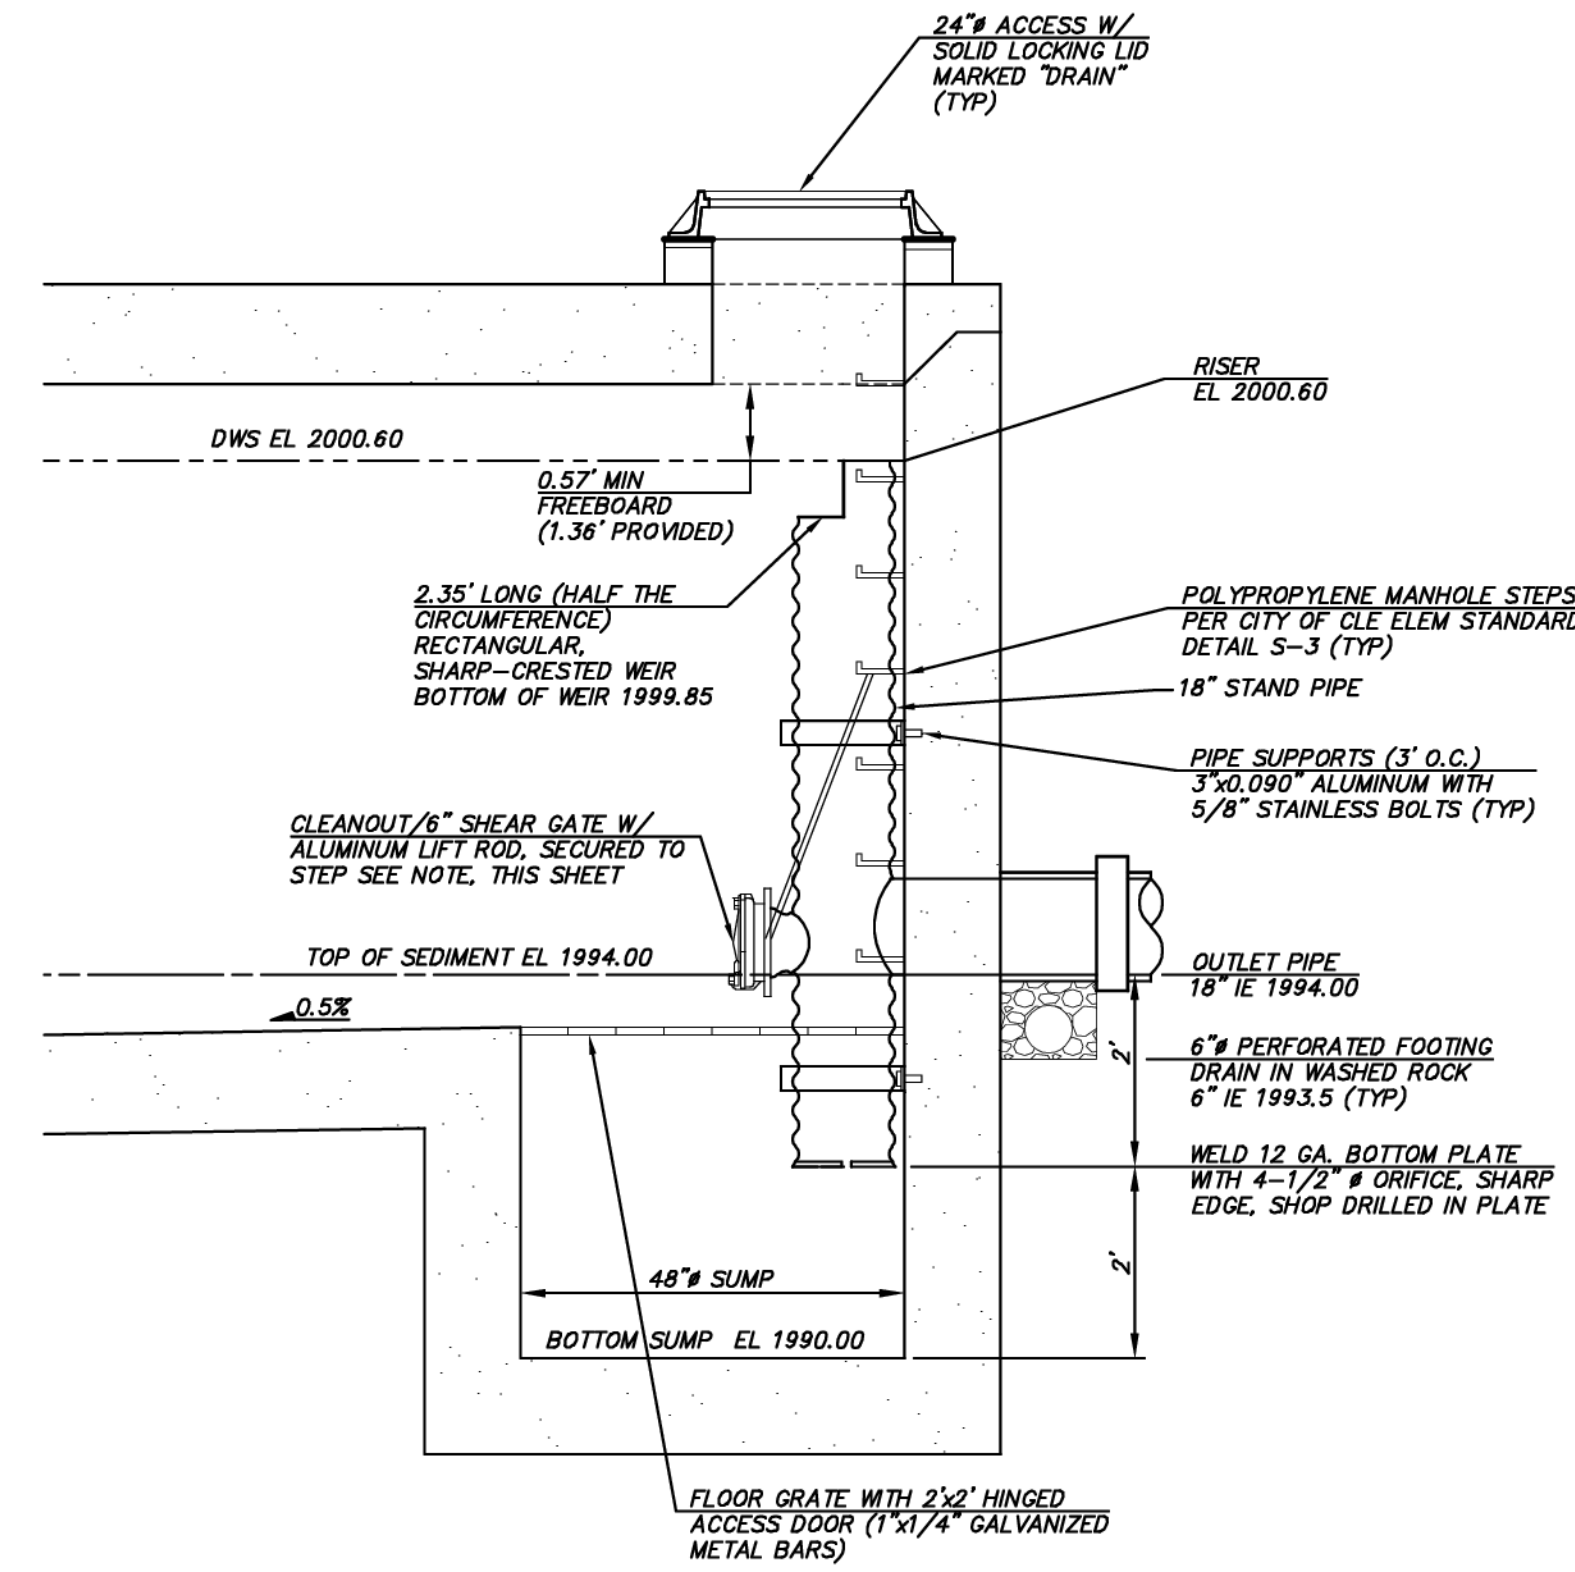 24"ø ACCESS W/
SOLID LOCKING LID
MARKED "DRAIN"
(TYP)
RISER
EL 2000.60
DWS EL 2000.60
0.57' MIN
FREEBOARD
(1.36' PROVIDED)
2.35' LONG (HALF THE
CIRCUMFERENCE)
RECTANGULAR,
SHARP-CRESTED WEIR
BOTTOM OF WEIR 1999.85
POLYPROPYLENE MANHOLE STEPS
PER CITY OF CLE ELEM STANDARD
DETAIL S-3 (TYP)
18" STAND PIPE
PIPE SUPPORTS (3' O.C.)
3"x0.090" ALUMINUM WITH
5/8" STAINLESS BOLTS (TYP)
CLEANOUT/6" SHEAR GATE W/
ALUMINUM LIFT ROD, SECURED TO
STEP SEE NOTE, THIS SHEET
TOP OF SEDIMENT EL 1994.00
OUTLET PIPE
18" IE 1994.00
0.5%
2'
6"ø PERFORATED FOOTING
DRAIN IN WASHED ROCK
6" IE 1993.5 (TYP)
WELD 12 GA. BOTTOM PLATE
WITH 4-1/2" ø ORIFICE, SHARP
EDGE, SHOP DRILLED IN PLATE
2'
48"ø SUMP
BOTTOM SUMP EL 1990.00
FLOOR GRATE WITH 2'x2' HINGED
ACCESS DOOR (1"x1/4" GALVANIZED
METAL BARS)